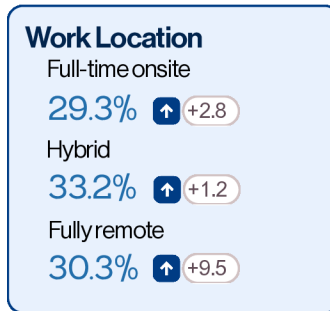 Work Location
Full-time onsite
29.3% +2.8
Hybrid
33.2% +1.2
Fully remote
30.3% +9.5